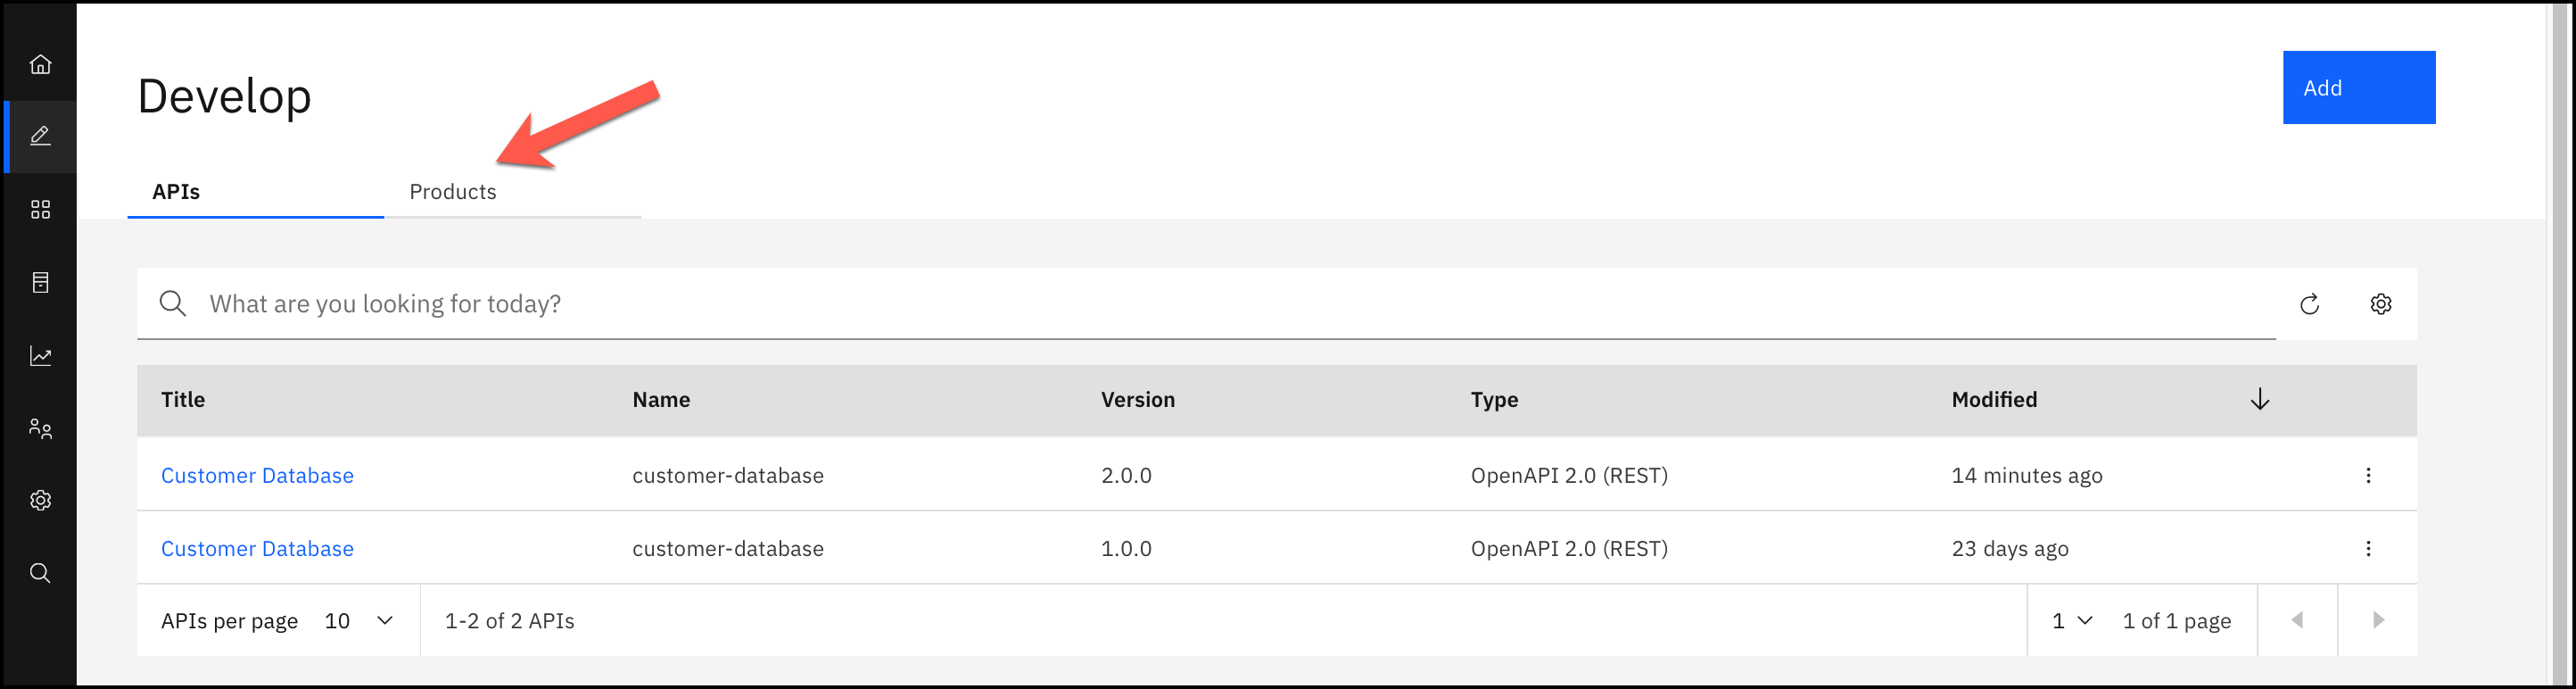 Develop
Add
APIs Products
What are you looking for today?
Title Name Version Type Modified
Customer Database customer-database 2.0.0 OpenAPI 2.0 (REST) 14 minutes ago
Customer Database customer-database 1.0.0 OpenAPI 2.0 (REST) 23 days ago
APIs per page 10 1-2 of 2 APIs 1 1 of 1 page